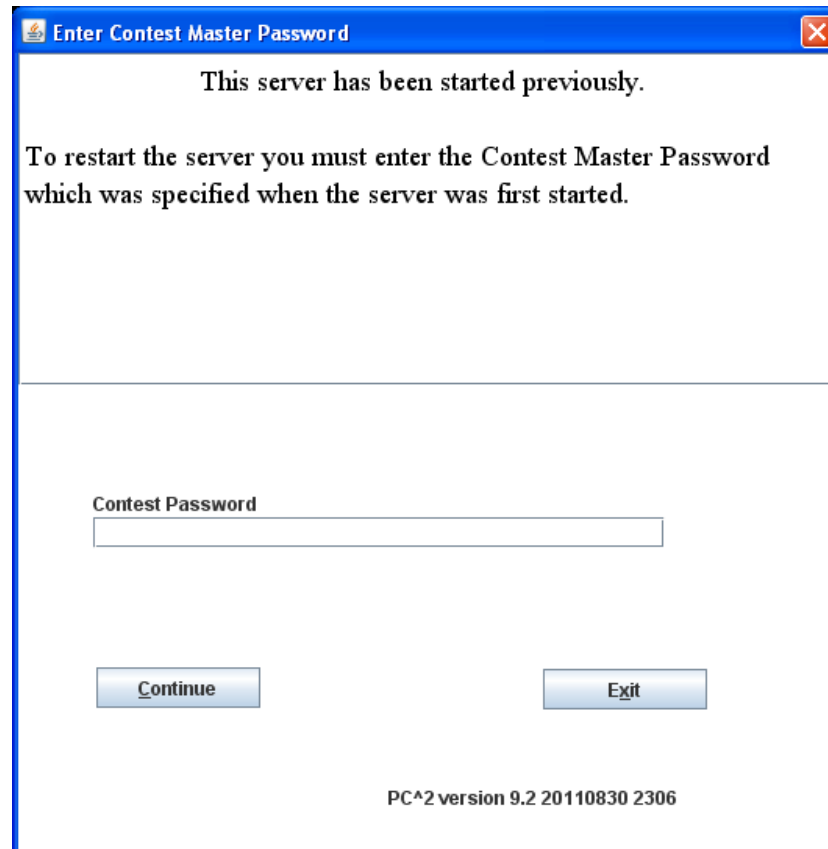 Enter Contest Master Password
This server has been started previously.
To restart the server you must enter the Contest Master Password
which was specified when the server was first started.
Contest Password
Continue
Exit
PC^2 version 9.2 20110830 2306